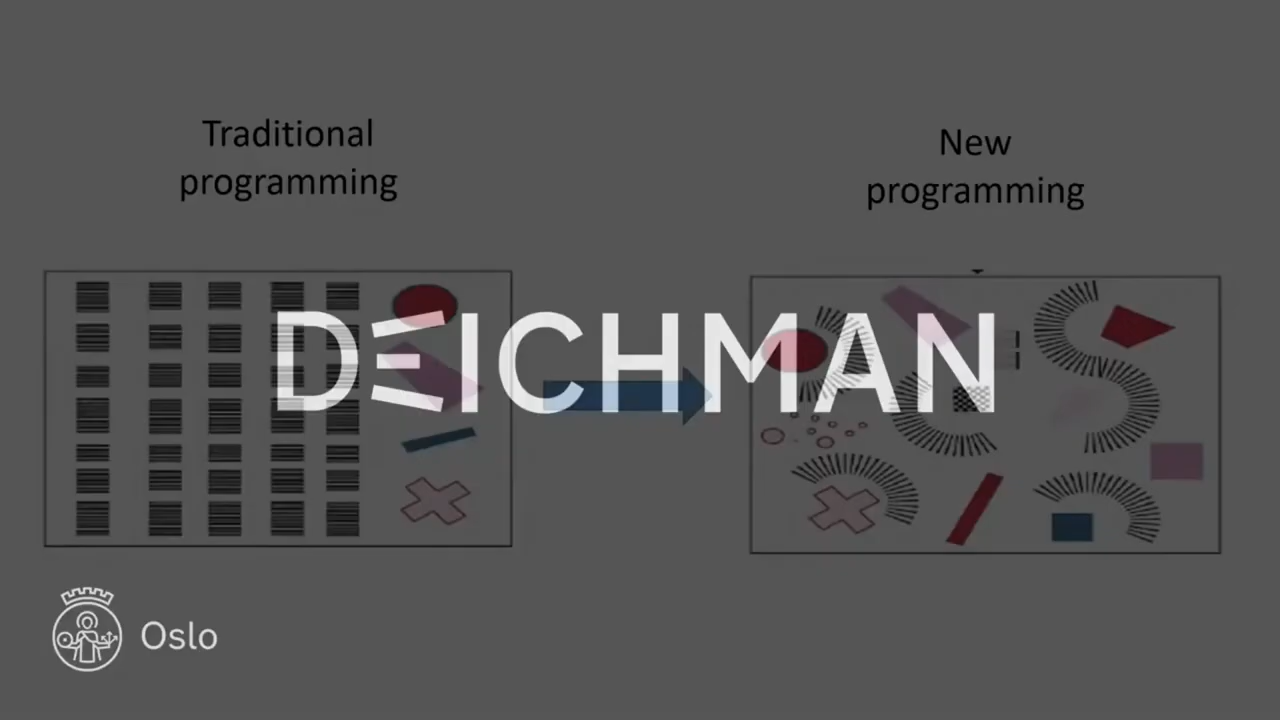 Traditional
programming
New
programming
DEICHMAN
Oslo